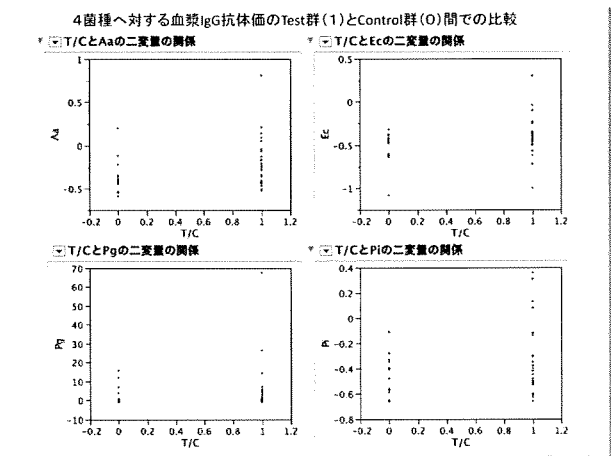 4菌種へ対する血漿IgG抗体価のTest群(1)とControl群(0)間での比較
T/CとAaの二変量の関係
1
0.5
0
-0.5
Aa
-0.2 0 0.2 0.4 0.6 0.8 1 1.2
T/C
T/CとEcの二変量の関係
0.5
0
-0.5
-1
Ec
-0.2 0 0.2 0.4 0.6 0.8 1 1.2
T/C
T/CとPgの二変量の関係
70
60
50
40
30
20
10
0
-10
Pg
-0.2 0 0.2 0.4 0.6 0.8 1 1.2
T/C
T/CとPiの二変量の関係
0.4
0.2
0
-0.2
-0.4
-0.6
-0.8
Pi
-0.2 0 0.2 0.4 0.6 0.8 1 1.2
T/C